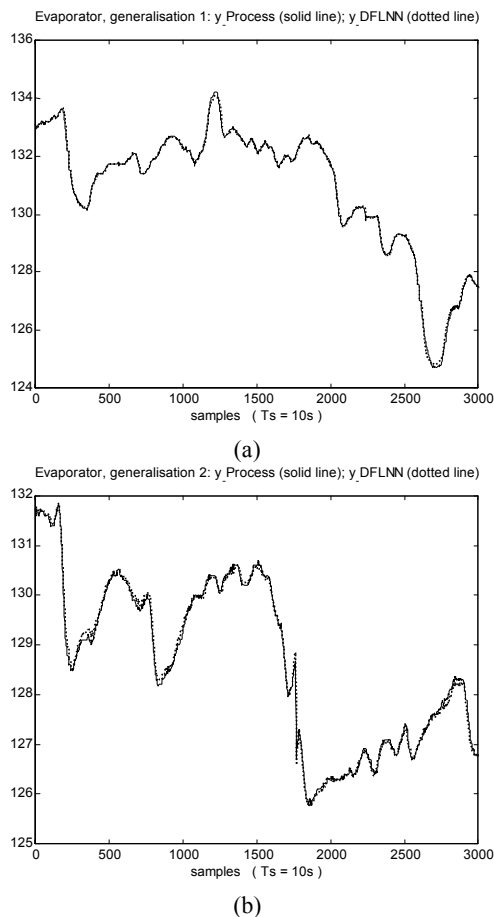 Evaporator, generalisation 1: y_Process (solid line); y_DFLNN (dotted line)
136
134
132
130
128
126
124
0 500 1000 1500 2000 2500 3000
samples ( Ts = 10s )
(a)
Evaporator, generalisation 2: y_Process (solid line); y_DFLNN (dotted line)
132
131
130
129
128
127
126
125
0 500 1000 1500 2000 2500 3000
samples ( Ts = 10s )
(b)